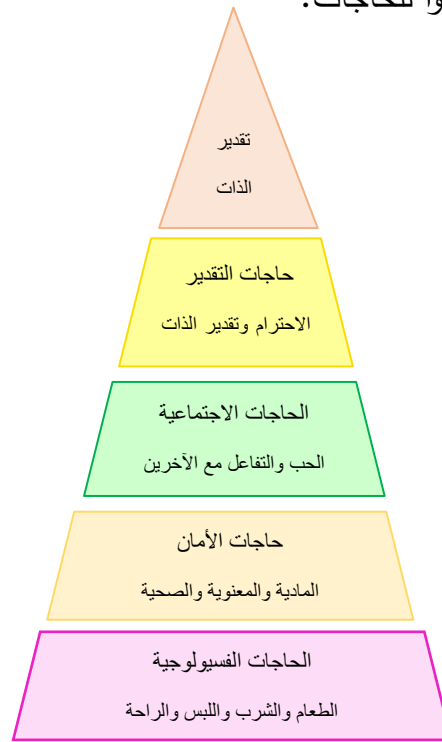 للحاجات:
تقدير
الذات
حاجات التقدير
الاحترام وتقدير الذات
الحاجات الاجتماعية
الحب والتفاعل مع الآخرين
حاجات الأمان
المادية والمعنوية والصحية
الحاجات الفسيولوجية
الطعام والشرب واللبس والراحة